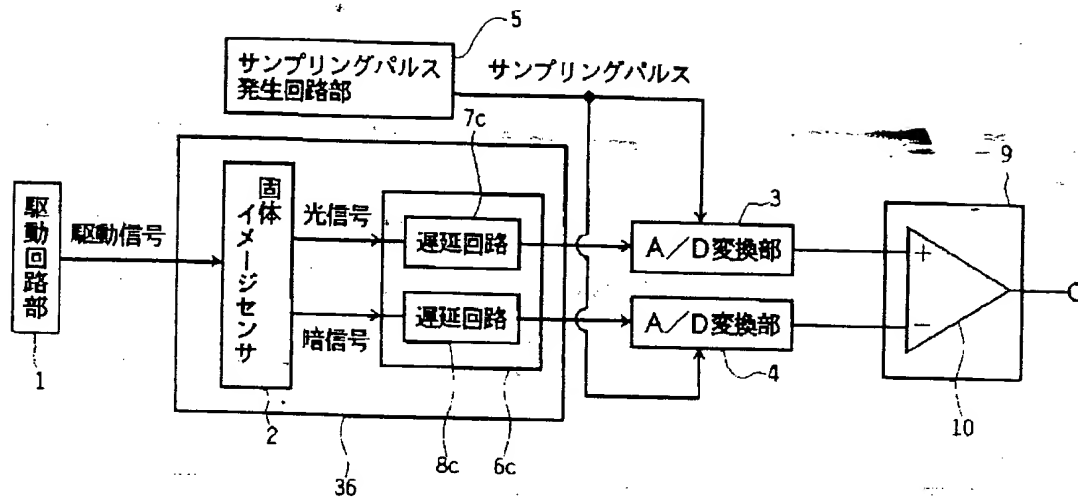 5
サンプリングパルス
発生回路部
サンプリングパルス
7c
9
駆動回路部
駆動信号
固体
イメージセンサ
光信号
遅延回路
3
A/D変換部
+
暗信号
遅延回路
A/D変換部
−
1
2
4
10
8c
6c
36